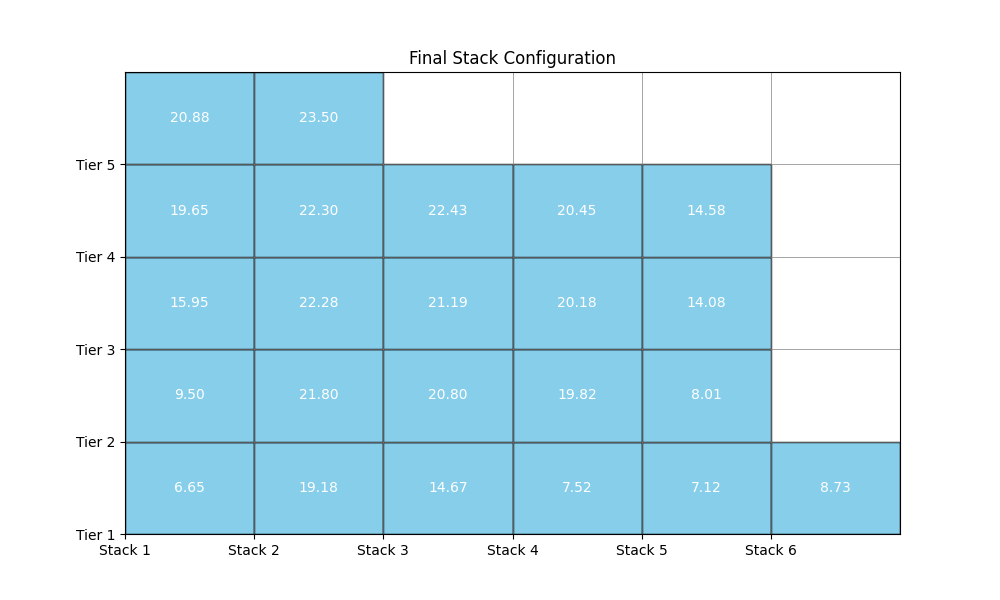 Final Stack Configuration
20.88 23.50
Tier 5
19.65 22.30 22.43 20.45 14.58
Tier 4
15.95 22.28 21.19 20.18 14.08
Tier 3
9.50 21.80 20.80 19.82 8.01
Tier 2
6.65 19.18 14.67 7.52 7.12 8.73
Tier 1
Stack 1 Stack 2 Stack 3 Stack 4 Stack 5 Stack 6